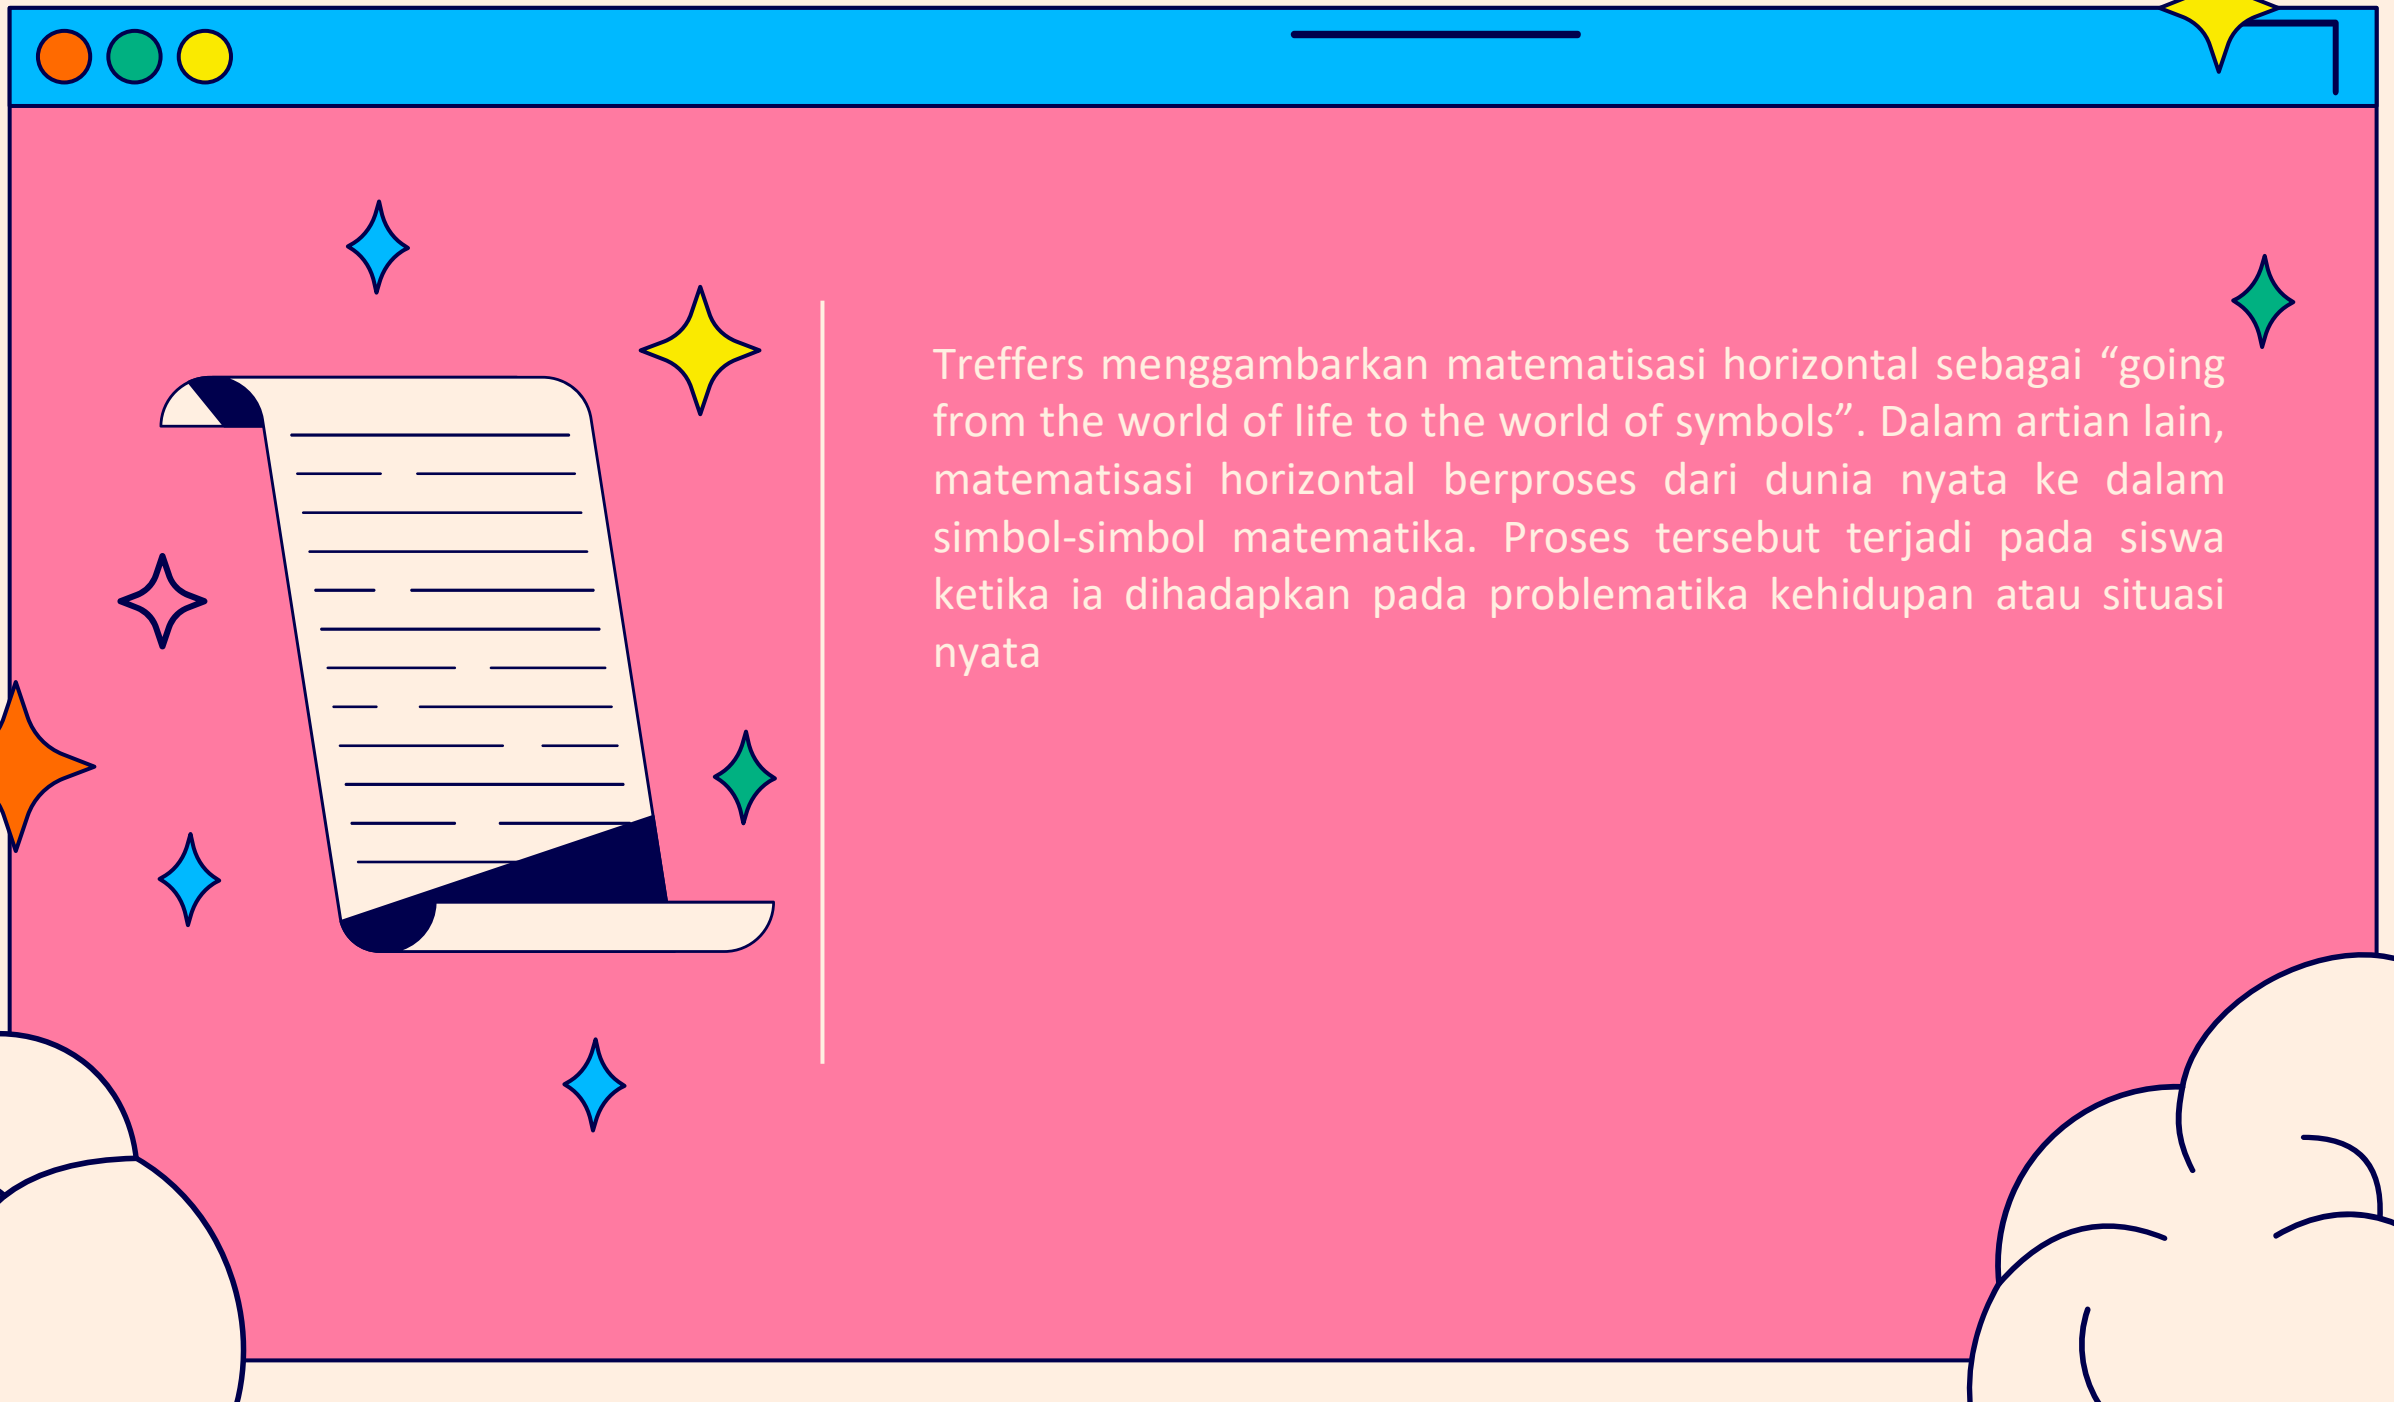 Treffers menggambarkan matematisasi horizontal sebagai “going
from the world of life to the world of symbols”. Dalam artian lain,
matematisasi horizontal berproses dari dunia nyata ke dalam
simbol-simbol matematika. Proses tersebut terjadi pada siswa
ketika ia dihadapkan pada problematika kehidupan atau situasi
nyata